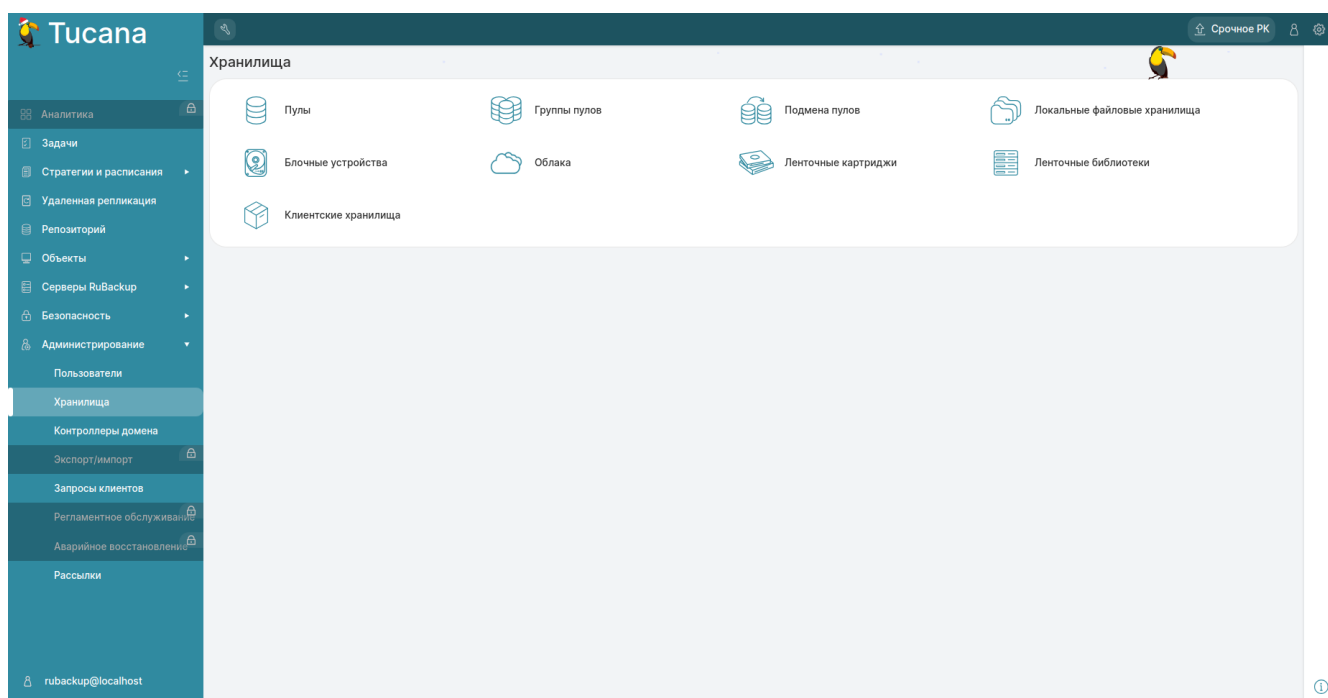 Tucana
Срочное РК
Хранилища
Аналитика
Задачи
Стратегии и расписания
Удаленная репликация
Репозиторий
Объекты
Серверы RuBackup
Безопасность
Администрирование
Пользователи
Хранилища
Контроллеры домена
Экспорт/импорт
Запросы клиентов
Регламентное обслуживание
Аварийное восстановление
Рассылки
rubackup@localhost
Пулы
Группы пулов
Подмена пулов
Локальные файловые хранилища
Блочные устройства
Облака
Ленточные картриджи
Ленточные библиотеки
Клиентские хранилища